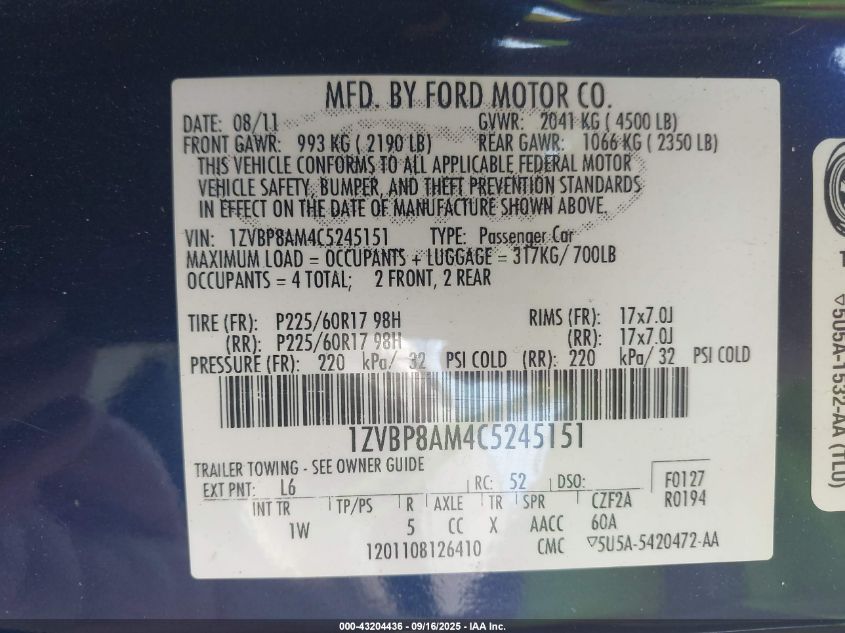 MFD. BY FORD MOTOR CO.
DATE: 08/11 GVWR: 2041 KG ( 4500 LB)
FRONT GAWR: 993 KG ( 2190 LB) REAR GAWR: 1066 KG ( 2350 LB)
THIS VEHICLE CONFORMS TO ALL APPLICABLE FEDERAL MOTOR
VEHICLE SAFETY, BUMPER, AND THEFT PREVENTION STANDARDS
IN EFFECT ON THE DATE OF MANUFACTURE SHOWN ABOVE.
VIN: 1ZVBP8AM4C5245151 TYPE: Passenger Car
MAXIMUM LOAD = OCCUPANTS + LUGGAGE = 317KG/ 700LB
OCCUPANTS = 4 TOTAL; 2 FRONT, 2 REAR
TIRE (FR): P225/60R17 98H RIMS (FR): 17x7.0J
(RR): P225/60R17 98H (RR): 17x7.0J
PRESSURE (FR): 220 kPa/ 32 PSI COLD (RR): 220 kPa/ 32 PSI COLD
1ZVBP8AM4C5245151
TRAILER TOWING - SEE OWNER GUIDE
EXT PNT: L6 RC: 52 DSO: F0127
INT TR TP/PS R AXLE TR SPR CZF2A R0194
1W 5 CC X AACC 60A
1201108126410 CMC ▽5U5A-5420472-AA
▽5U5A-1532-AA (TLU)
000-43204436 - 09/16/2025 - IAA Inc.